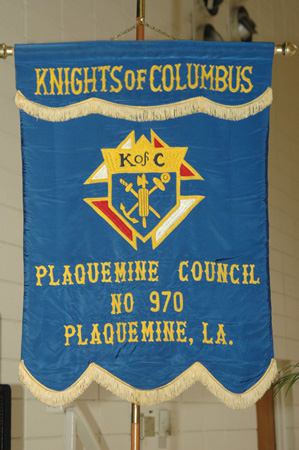 KNIGHTS OF COLUMBUS
K of C
PLAQUEMINE COUNCIL
NO 970
PLAQUEMINE, LA.